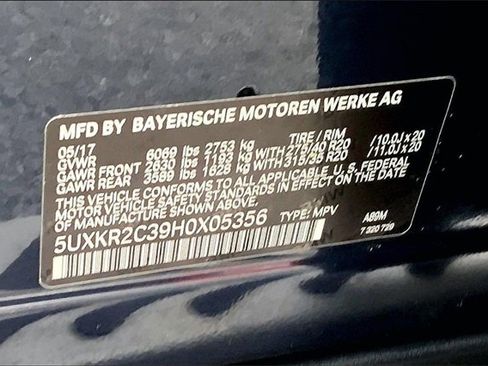 MFD BY BAYERISCHE MOTOREN WERKE AG
05/17 TIRE / RIM
GVWR 6069 lbs 2753 kg
GAWR FRONT 2630 lbs 1193 kg WITH 275/40 R20 /10.0J x 20
GAWR REAR 3589 lbs 1628 kg WITH 315/35 R20 /11.0J x 20
THIS VEHICLE CONFORMS TO ALL APPLICABLE U.S. FEDERAL
MOTOR VEHICLE SAFETY STANDARDS IN EFFECT ON THE DATE
OF MANUFACTURE SHOWN ABOVE.
5UXKR2C39H0X05356 TYPE: MPV A89M
7 320 729